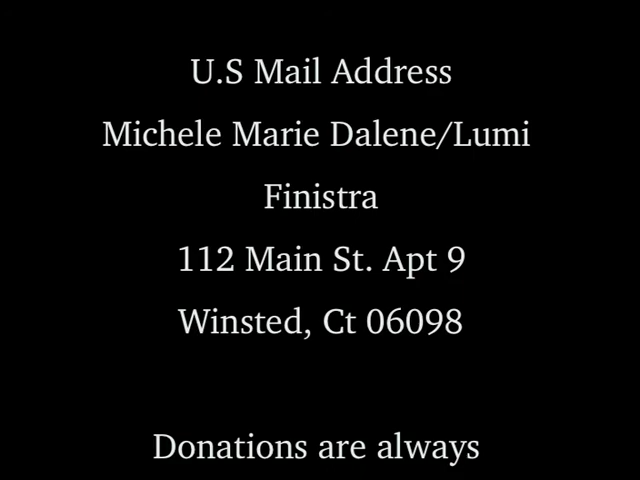 U.S Mail Address
Michele Marie Dalene/Lumi
Finistra
112 Main St. Apt 9
Winsted, Ct 06098
Donations are always